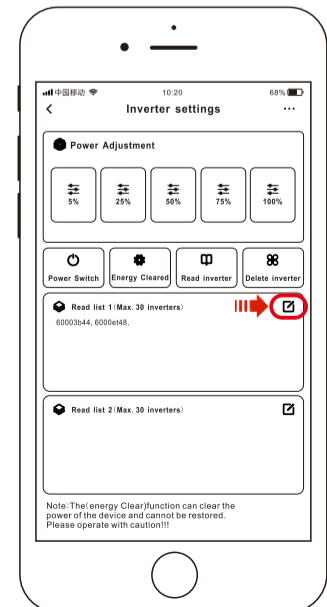 中国移动 10:20 68%
Inverter settings ...
Power Adjustment
5% 25% 50% 75% 100%
Power Switch Energy Cleared Read inverter Delete inverter
Read list 1(Max. 30 inverters)
60003b44, 6000et48,
Read list 2(Max. 30 inverters)
Note:The(energy Clear)function can clear the
power of the device and cannot be restored.
Please operate with caution!!!